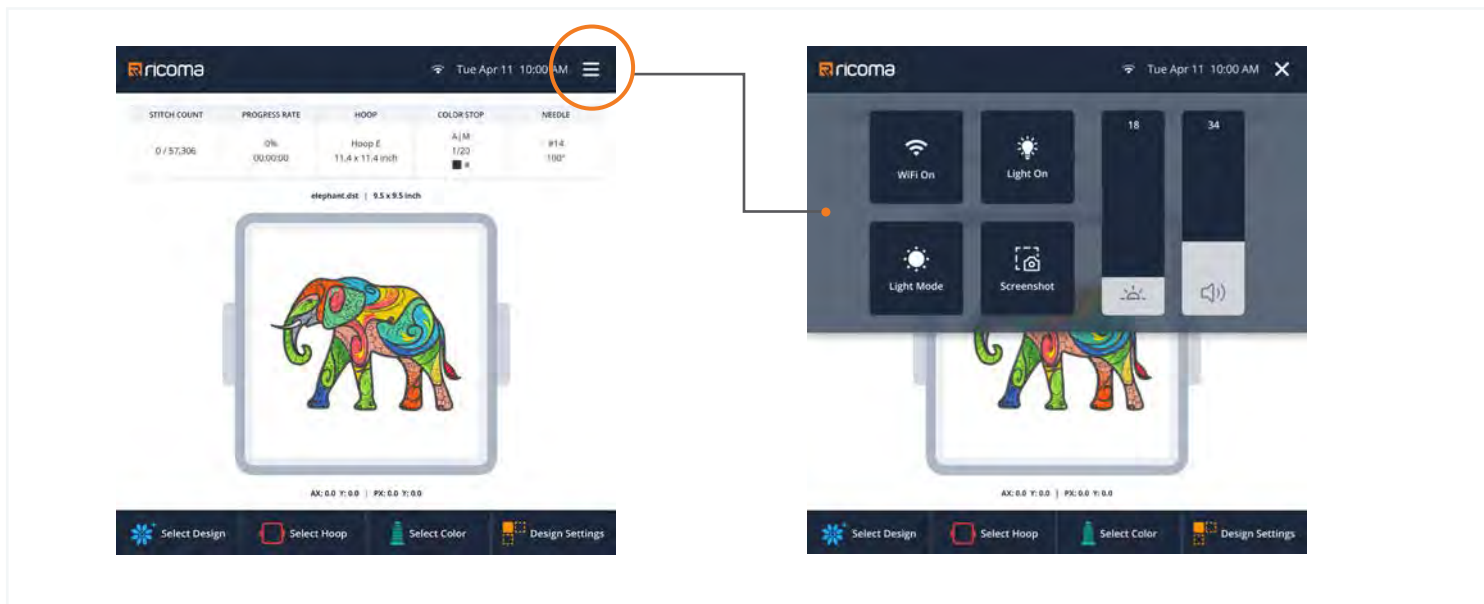 ricoma
Tue Apr 11 10:00 AM
STITCH COUNT PROGRESS RATE HOOP COLOR STOP NEEDLE
0 / 57,306 0% Hoop E A|M #14
00:00:00 11.4 x 11.4 inch 1/20 100°
elephant.dst | 9.5 x 9.5 inch
AX: 0.0 Y: 0.0 | PX: 0.0 Y: 0.0
Select Design Select Hoop Select Color Design Settings
ricoma
Tue Apr 11 10:00 AM
18 34
WiFi On Light On
Light Mode Screenshot
AX: 0.0 Y: 0.0 | PX: 0.0 Y: 0.0
Select Design Select Hoop Select Color Design Settings